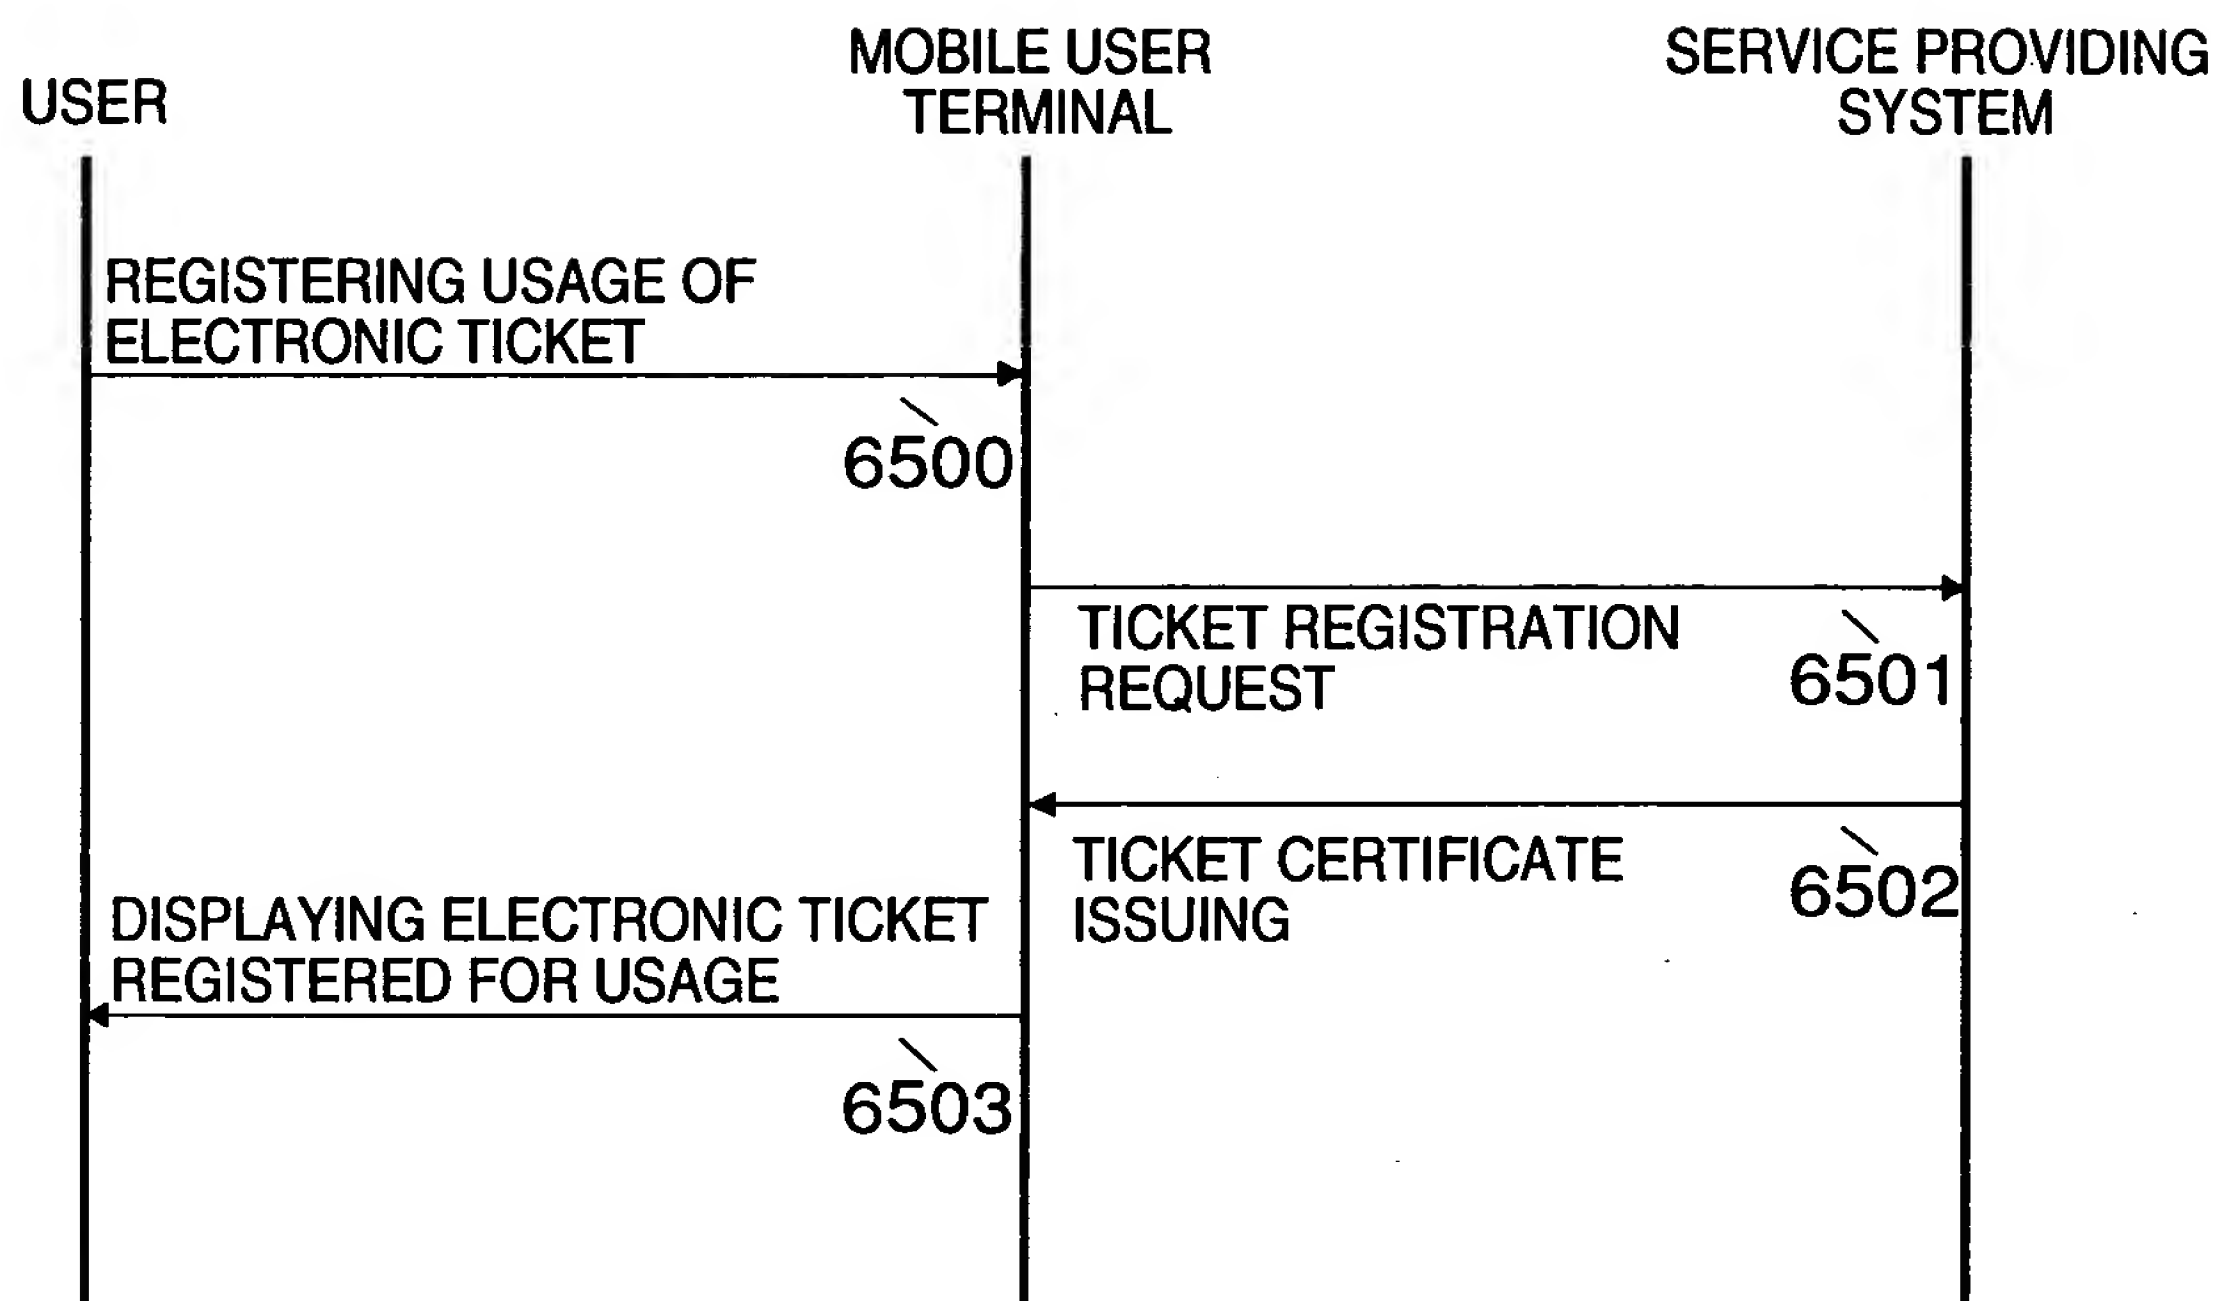 USER
MOBILE USER
TERMINAL
SERVICE PROVIDING
SYSTEM
REGISTERING USAGE OF
ELECTRONIC TICKET
6500
TICKET REGISTRATION
REQUEST
6501
TICKET CERTIFICATE
ISSUING
6502
DISPLAYING ELECTRONIC TICKET
REGISTERED FOR USAGE
6503